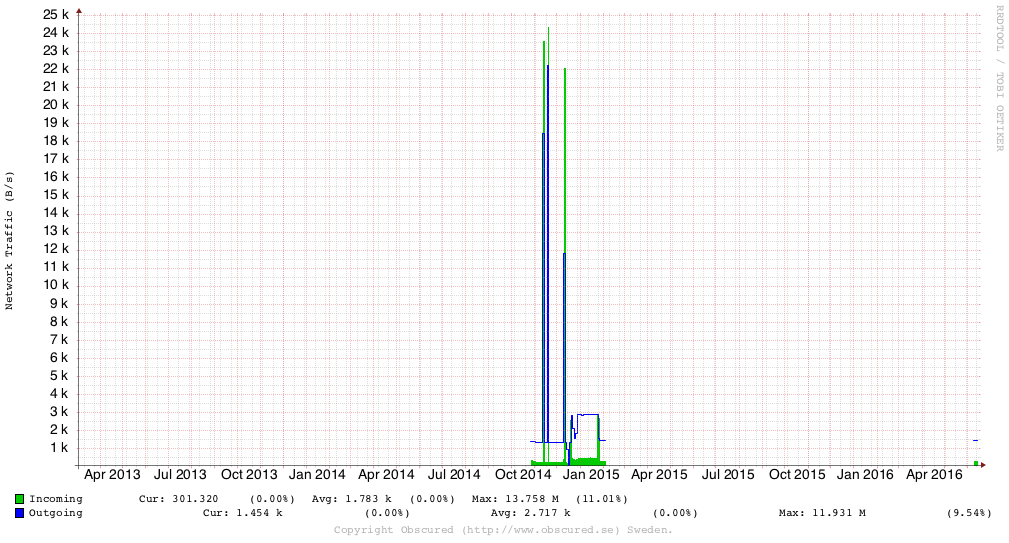 RRDTOOL / TOBI OETIKER
Network Traffic (B/s)
25 k
24 k
23 k
22 k
21 k
20 k
19 k
18 k
17 k
16 k
15 k
14 k
13 k
12 k
11 k
10 k
9 k
8 k
7 k
6 k
5 k
4 k
3 k
2 k
1 k
Apr 2013 Jul 2013 Oct 2013 Jan 2014 Apr 2014 Jul 2014 Oct 2014 Jan 2015 Apr 2015 Jul 2015 Oct 2015 Jan 2016 Apr 2016
Incoming Cur: 301.320 (0.00%) Avg: 1.783 k (0.00%) Max: 13.758 M (11.01%)
Outgoing Cur: 1.454 k (0.00%) Avg: 2.717 k (0.00%) Max: 11.931 M (9.54%)
Copyright Obscured (http://www.obscured.se) Sweden.